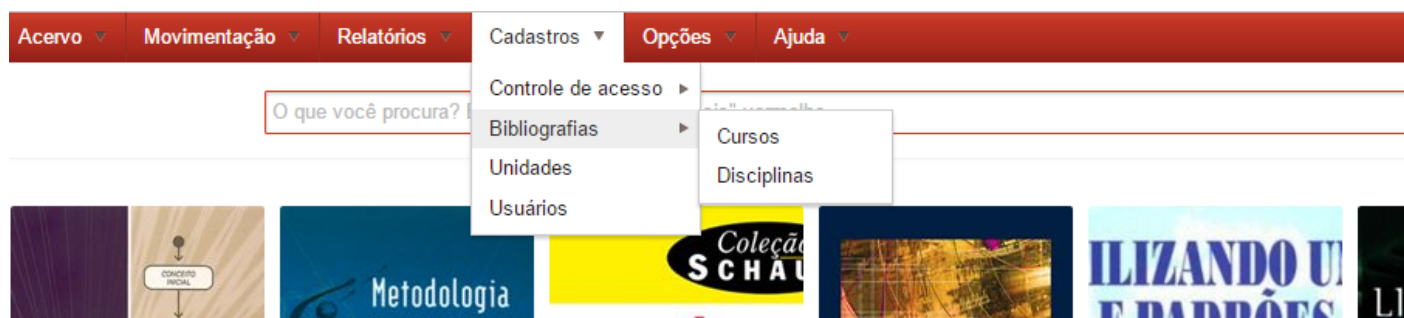 Acervo Movimentação Relatórios Cadastros Opções Ajuda
Controle de acesso
O que você procura?
Bibliografias
Cursos
Unidades
Disciplinas
Usuários
CONCEITO
INICIAL
Metodologia
Coleção
SCHAU
ILIZANDO U
E PADRÕES